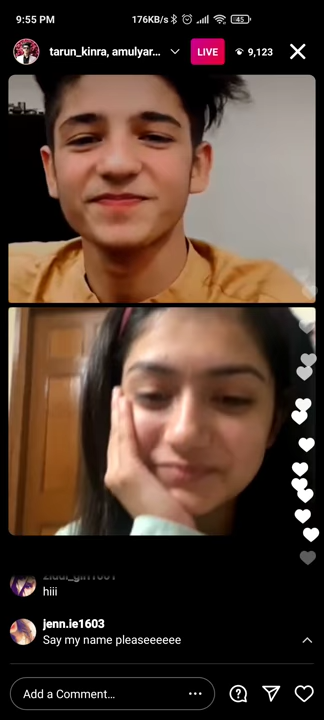 9:55 PM 176KB/s 45
tarun_kinra, amulyar... LIVE 9,123
hiii
jenn.ie1603
Say my name pleaseeeeee
Add a Comment...